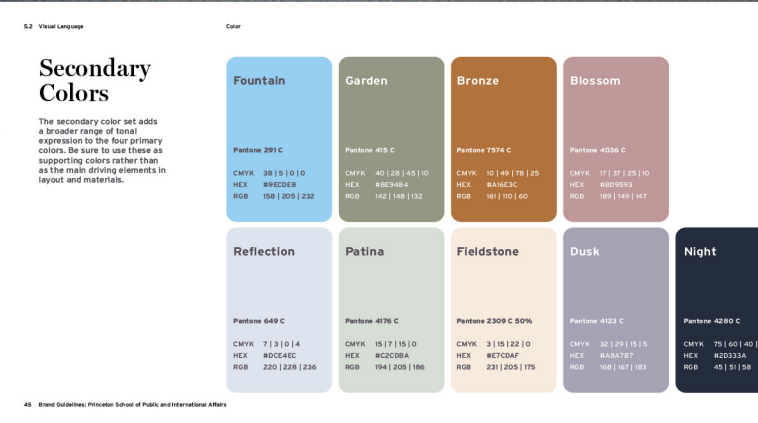 5.2 Visual Language
Color
Secondary
Colors
The secondary color set adds
a broader range of tonal
expression to the four primary
colors. Be sure to use these as
supporting colors rather than
as the main driving elements in
layout and materials.
Fountain
Pantone 291 C
CMYK 38 | 5 | 0 | 0
HEX #9ECDE8
RGB 158 | 205 | 232
Garden
Pantone 415 C
CMYK 40 | 28 | 45 | 10
HEX #8E9484
RGB 142 | 148 | 132
Bronze
Pantone 7574 C
CMYK 10 | 49 | 78 | 25
HEX #A16E3C
RGB 161 | 110 | 60
Blossom
Pantone 4036 C
CMYK 17 | 37 | 25 | 10
HEX #BD9593
RGB 189 | 149 | 147
Reflection
Pantone 649 C
CMYK 7 | 3 | 0 | 4
HEX #DCE4EC
RGB 220 | 228 | 236
Patina
Pantone 4176 C
CMYK 15 | 7 | 15 | 0
HEX #C2CDBA
RGB 194 | 205 | 186
Fieldstone
Pantone 2309 C 50%
CMYK 3 | 15 | 22 | 0
HEX #E7CDAF
RGB 231 | 205 | 175
Dusk
Pantone 4123 C
CMYK 32 | 29 | 15 | 5
HEX #A8A7B7
RGB 168 | 167 | 183
Night
Pantone 4280 C
CMYK 75 | 60 | 40 |
HEX #2D333A
RGB 45 | 51 | 58
45 Brand Guidelines: Princeton School of Public and International Affairs